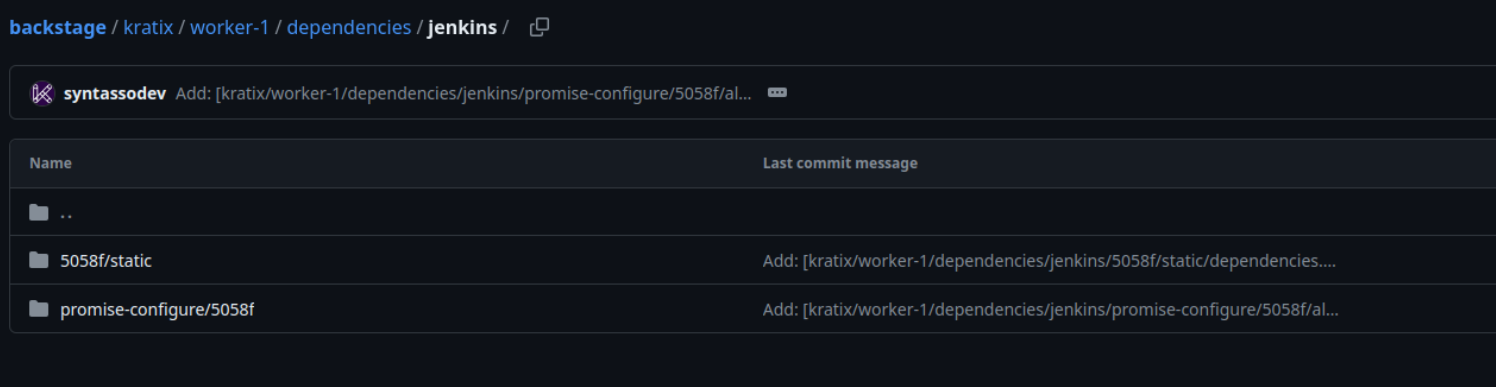 backstage / kratix / worker-1 / dependencies / jenkins /
syntassodev Add: [kratix/worker-1/dependencies/jenkins/promise-configure/5058f/al...
Name Last commit message
..
5058f/static Add: [kratix/worker-1/dependencies/jenkins/5058f/static/dependencies....
promise-configure/5058f Add: [kratix/worker-1/dependencies/jenkins/promise-configure/5058f/al...